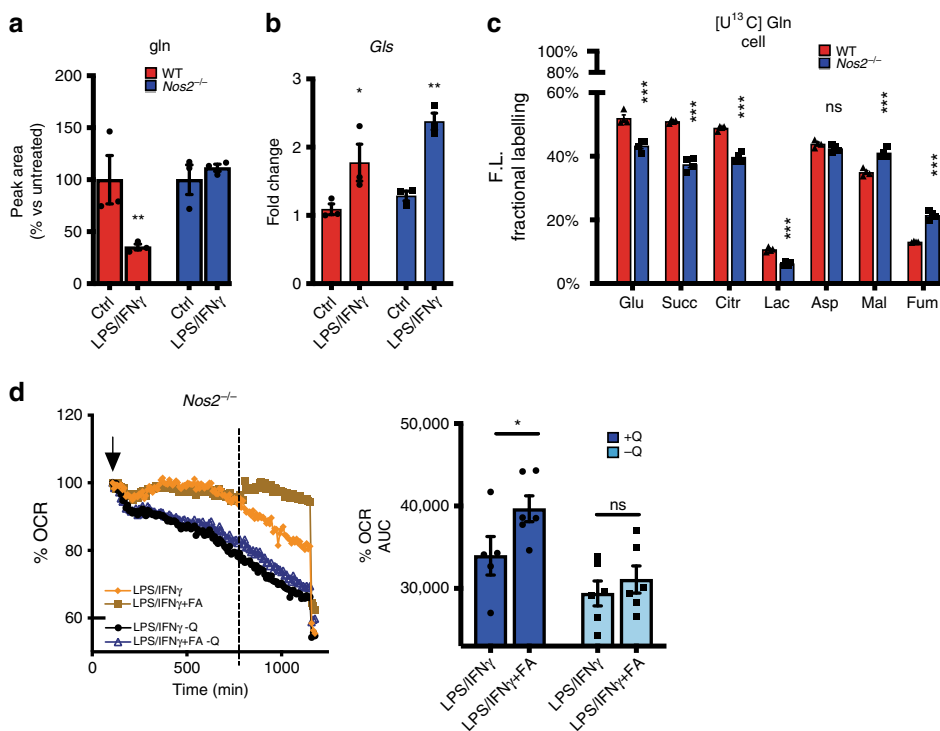 a
gln
WT
Nos2−/−
Peak area
(% vs untreated)
200
150
100
50
0
**
Ctrl
LPS/IFNγ
Ctrl
LPS/IFNγ
b
Gls
Fold change
3
2
1
0
*
**
Ctrl
LPS/IFNγ
Ctrl
LPS/IFNγ
c
[U13C] Gln
cell
WT
Nos2−/−
F.L.
fractional labelling
100%
80%
60%
40%
20%
0%
***
***
***
***
ns
***
***
Glu
Succ
Citr
Lac
Asp
Mal
Fum
d
Nos2−/−
% OCR
120
100
80
60
LPS/IFNγ
LPS/IFNγ+FA
LPS/IFNγ -Q
LPS/IFNγ+FA -Q
0
500
1000
Time (min)
% OCR
AUC
50,000
40,000
30,000
*
ns
+Q
−Q
LPS/IFNγ
LPS/IFNγ+FA
LPS/IFNγ
LPS/IFNγ+FA